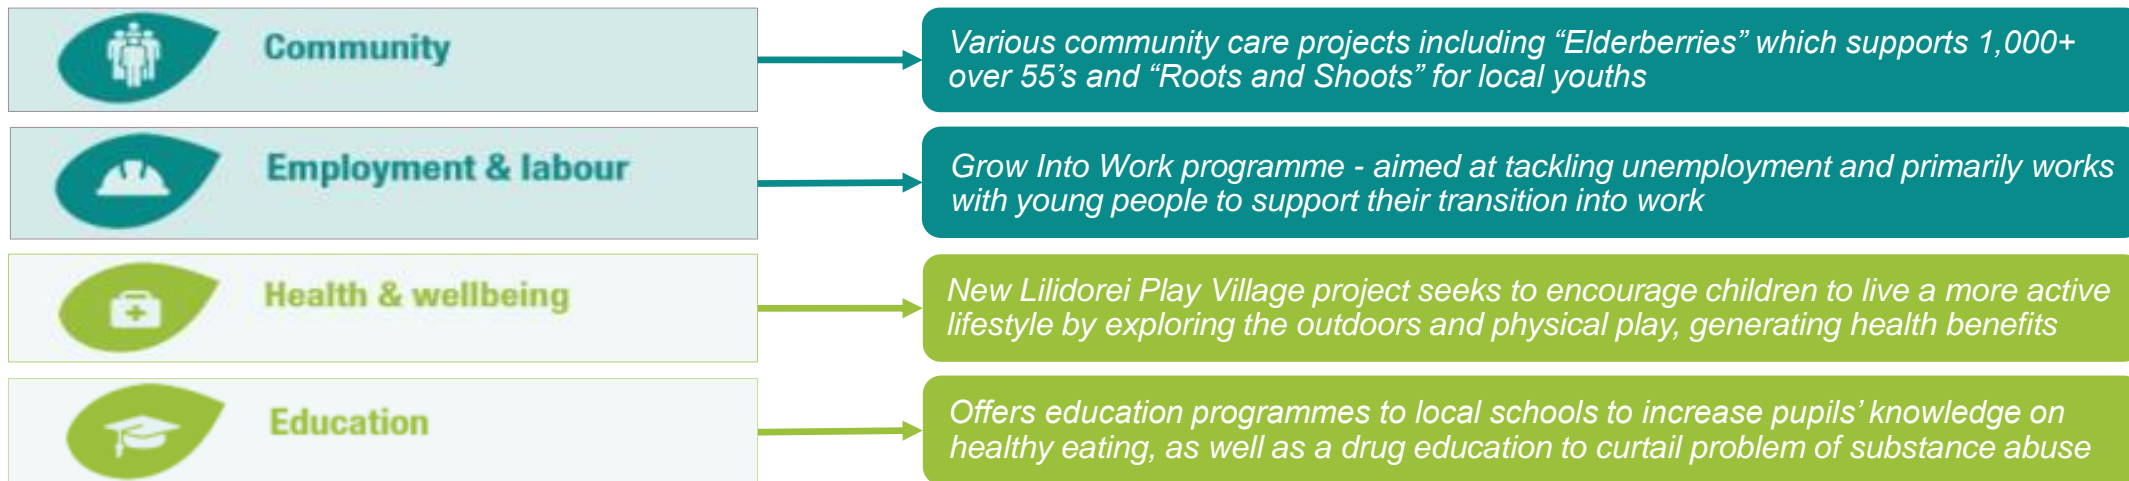 Community
Various community care projects including “Elderberries” which supports 1,000+
over 55’s and “Roots and Shoots” for local youths
Employment & labour
Grow Into Work programme - aimed at tackling unemployment and primarily works
with young people to support their transition into work
Health & wellbeing
New Lilidorei Play Village project seeks to encourage children to live a more active
lifestyle by exploring the outdoors and physical play, generating health benefits
Education
Offers education programmes to local schools to increase pupils’ knowledge on
healthy eating, as well as a drug education to curtail problem of substance abuse